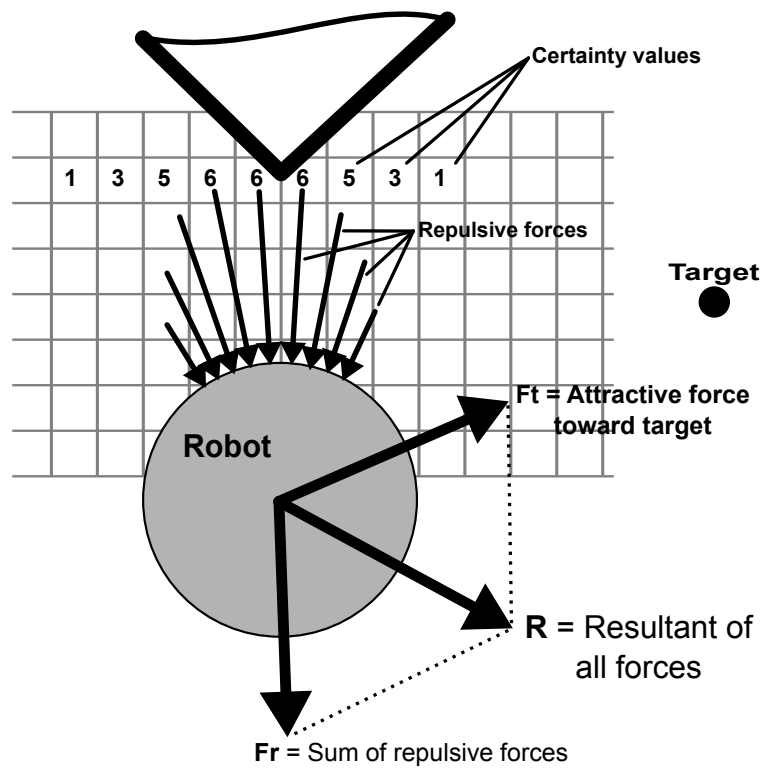 Certainty values
1 3 5 6 6 6 5 3 1
Repulsive forces
Target
Ft = Attractive force
toward target
Robot
R = Resultant of
all forces
Fr = Sum of repulsive forces